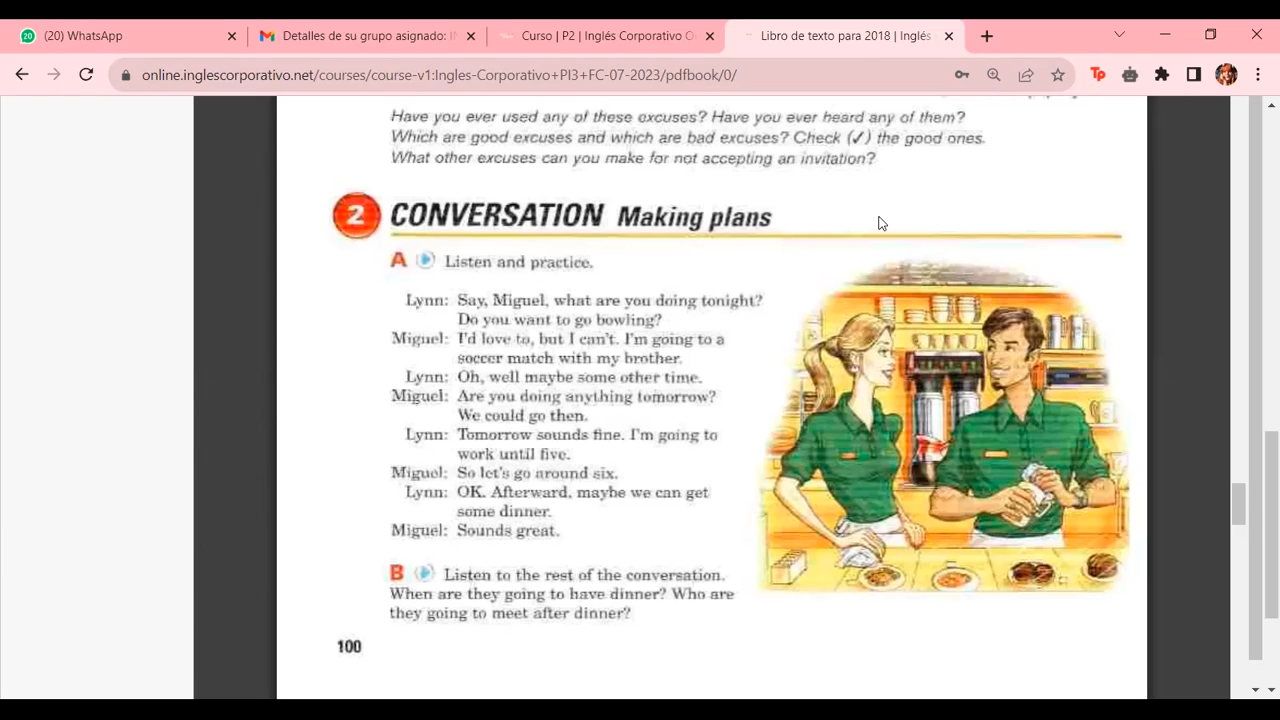 (20) WhatsApp
Detalles de su grupo asignado: I
Curso | P2 | Inglés Corporativo O
Libro de texto para 2018 | Inglés
online.inglescorporativo.net/courses/course-v1:Ingles-Corporativo+PI3+FC-07-2023/pdfbook/0/
Have you ever used any of these excuses? Have you ever heard any of them?
Which are good excuses and which are bad excuses? Check (✓) the good ones.
What other excuses can you make for not accepting an invitation?
2 CONVERSATION Making plans
A Listen and practice.
Lynn: Say, Miguel, what are you doing tonight?
Do you want to go bowling?
Miguel: I'd love to, but I can't. I'm going to a
soccer match with my brother.
Lynn: Oh, well maybe some other time.
Miguel: Are you doing anything tomorrow?
We could go then.
Lynn: Tomorrow sounds fine. I'm going to
work until five.
Miguel: So let's go around six.
Lynn: OK. Afterward, maybe we can get
some dinner.
Miguel: Sounds great.
B Listen to the rest of the conversation.
When are they going to have dinner? Who are
they going to meet after dinner?
100